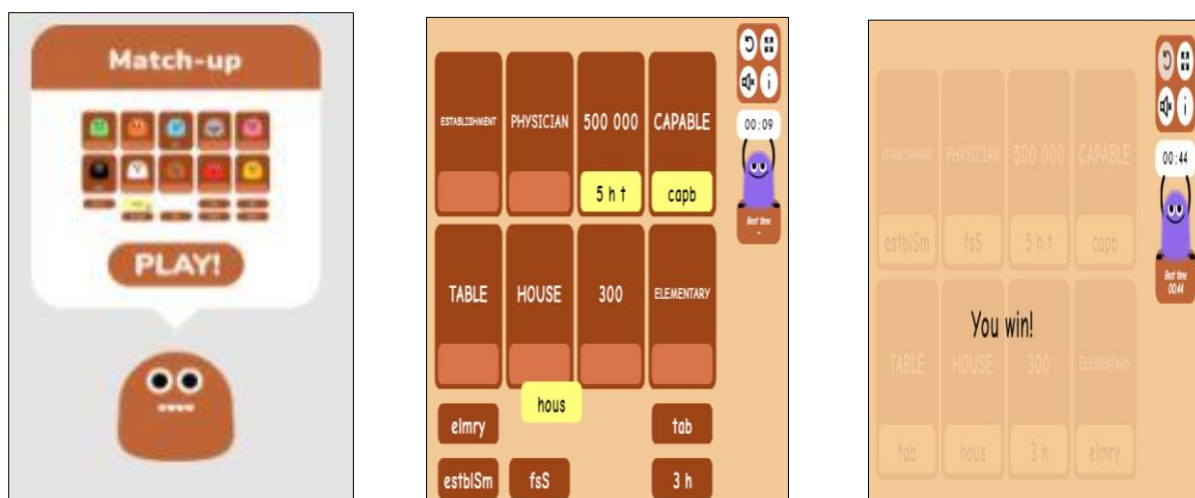 Match-up
PLAY!
ESTABLISHMENT PHYSICIAN 500 000 CAPABLE
00:09
5 h t capb
Best time
-
TABLE HOUSE 300 ELEMENTARY
hous
elmry tab
estblSm fsS 3 h
i
ESTABLISHMENT PHYSICIAN 500 000 CAPABLE
00:44
estblSm fsS 5 h t capb
Best time
00:44
You win!
TABLE HOUSE 300 ELEMENTARY
tab hous 3 h elmry
i